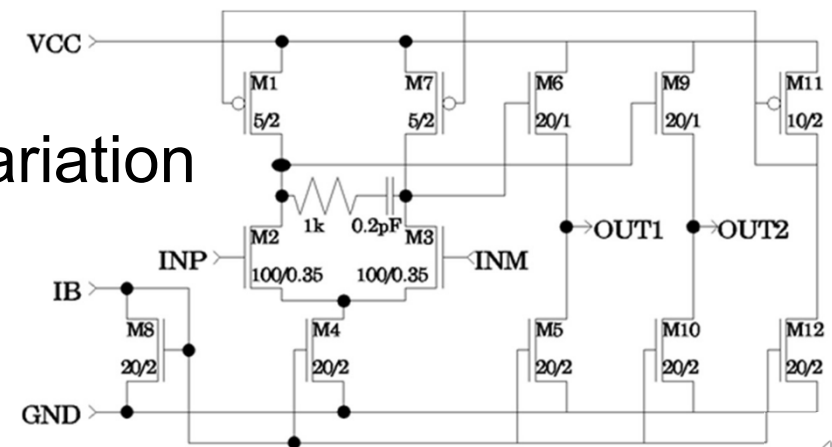 VCC
M1
M7
M6
M9
M11
5/2
5/2
20/1
20/1
10/2
ariation
1k
0.2pF
M2
M3
OUT1
OUT2
INP
INM
100/0.35
100/0.35
IB
M8
M4
M5
M10
M12
20/2
20/2
20/2
20/2
20/2
GND